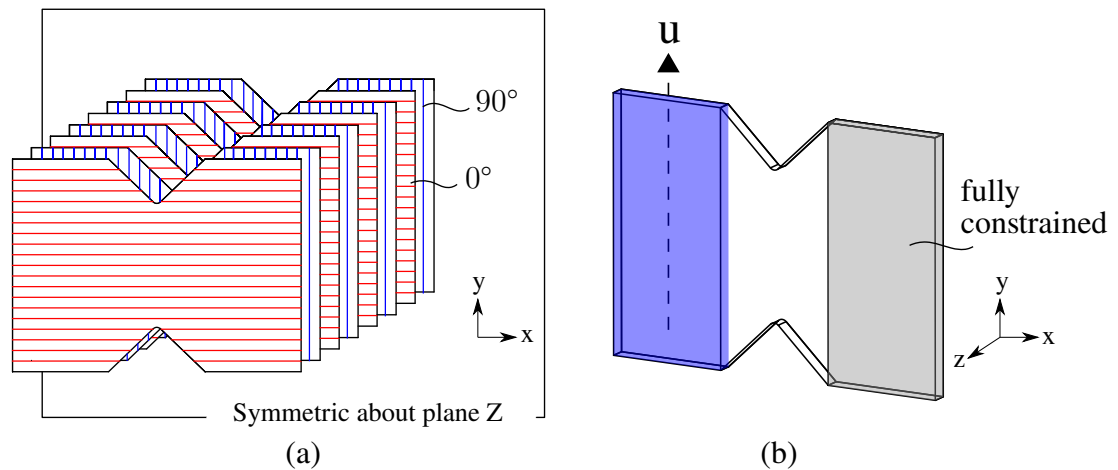 90°
0°
y
x
Symmetric about plane Z
(a)
u
fully
constrained
y
x
z
(b)